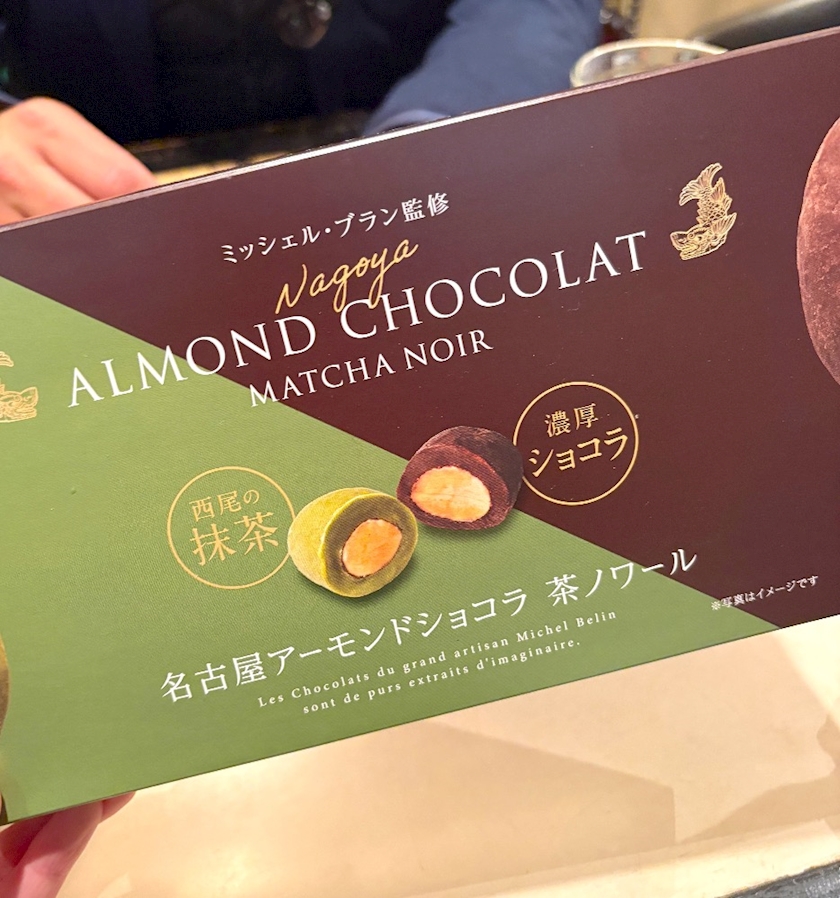 ミッシェル・ブラン監修
Nagoya
ALMOND CHOCOLAT
MATCHA NOIR
濃厚
ショコラ
西尾の
抹茶
名古屋アーモンドショコラ 茶ノワール
※写真はイメージです
Les Chocolats du grand artisan Michel Belin
sont de purs extraits d'imaginaire.